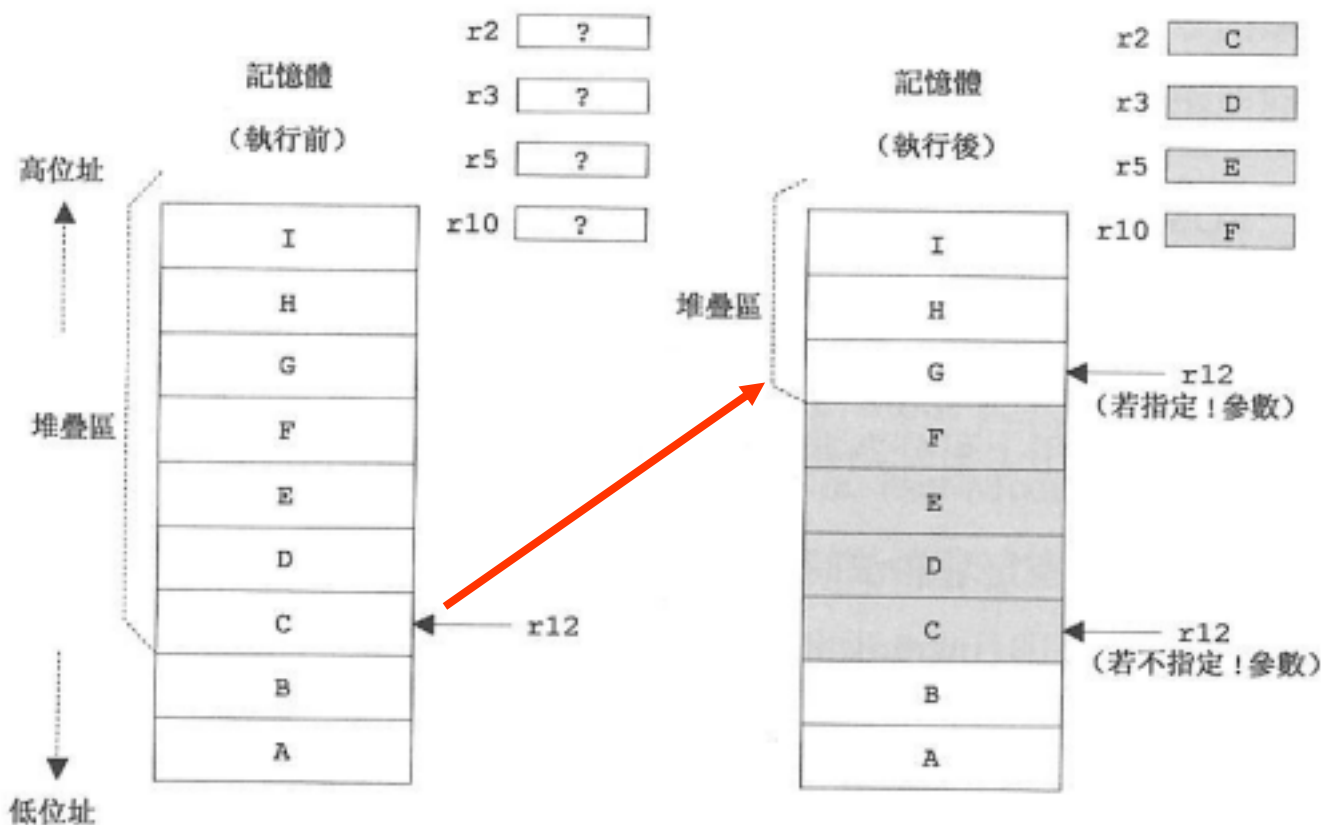 r2 ?
r3 ?
r5 ?
r10 ?
記憶體
(執行前)
高位址
堆疊區
低位址
I
H
G
F
E
D
C
B
A
r12
r2 C
r3 D
r5 E
r10 F
記憶體
(執行後)
堆疊區
I
H
G
F
E
D
C
B
A
r12
(若指定!參數)
r12
(若不指定!參數)